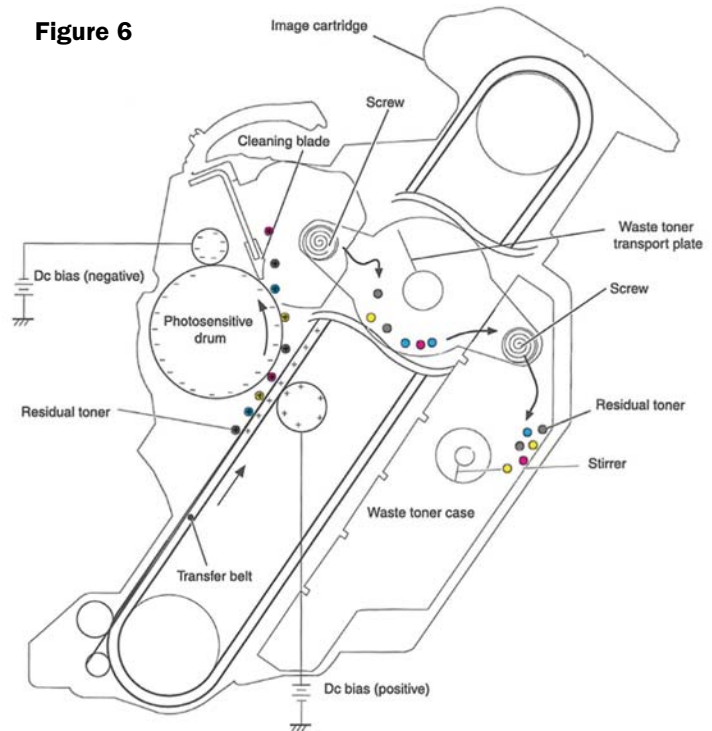 Figure 6
Image cartridge
Screw
Cleaning blade
Waste toner
transport plate
Dc bias (negative)
Screw
Photosensitive
drum
Residual toner
Residual toner
Stirrer
Waste toner case
Transfer belt
Dc bias (positive)